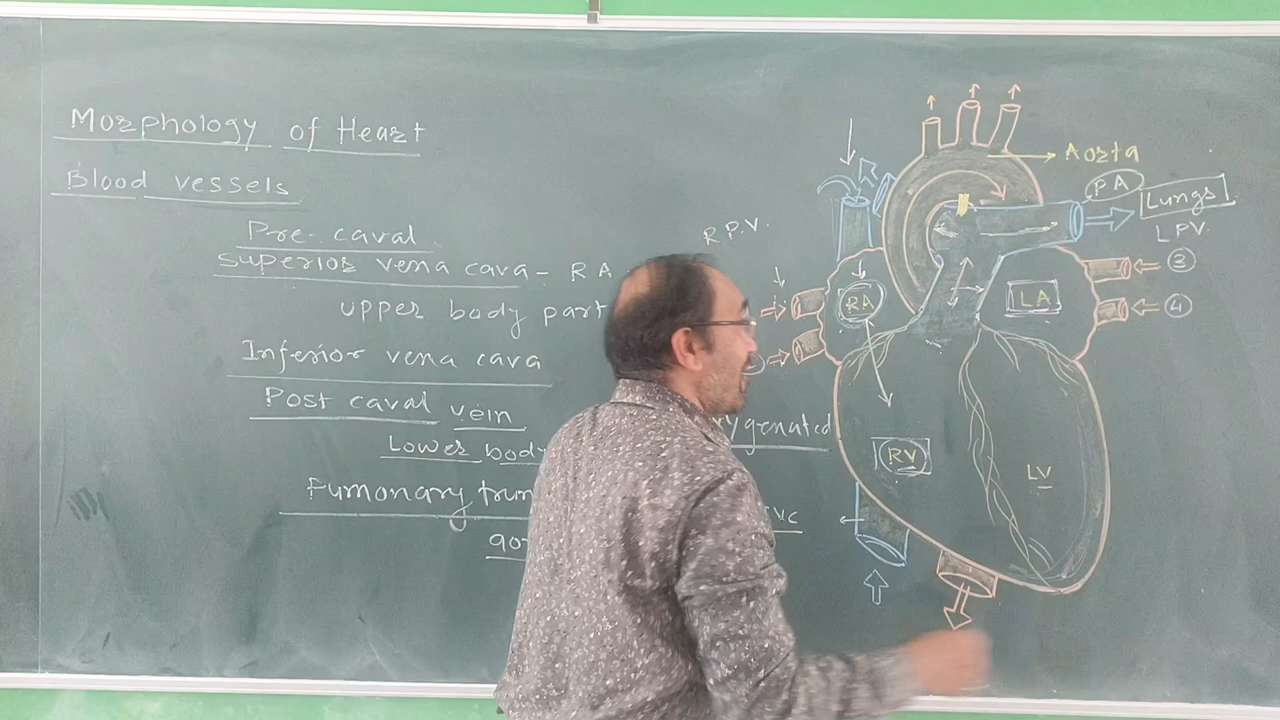 Morphology of Heart
Blood vessels
Pre-caval
Superior vena cava - RA
upper body part
Inferior vena cava
Post caval vein
Lower body
Pumonary trun
R.P.V.
Aorta
PA
Lungs
LPV
3
4
RA
LA
RV
LV